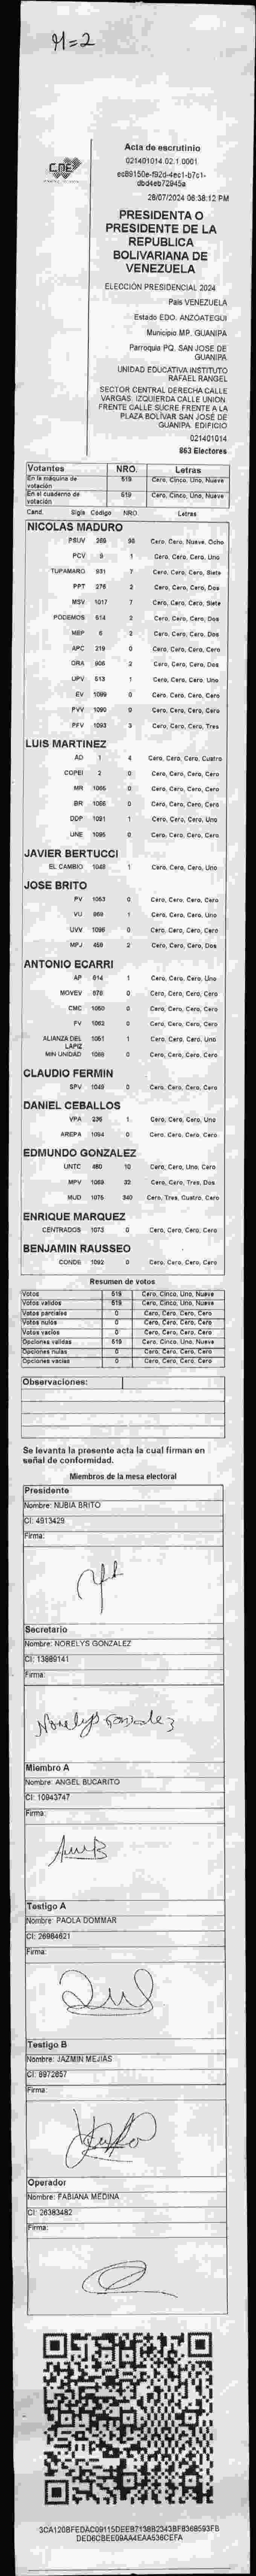 M=2
CNE
Acta de escrutinio
021401014.02.1.0001
28/07/2024 06:38:12 PM
PRESIDENTA O
PRESIDENTE DE LA
REPUBLICA
BOLIVARIANA DE
VENEZUELA
ELECCIÓN PRESIDENCIAL 2024
País VENEZUELA
Estado EDO. ANZOATEGUI
Municipio MP. GUANIPA
Parroquia PQ. SAN JOSE DE
GUANIPA
UNIDAD EDUCATIVA INSTITUTO
RAFAEL RANGEL
SECTOR CENTRAL DERECHA CALLE
VARGAS. IZQUIERDA CALLE UNION.
FRENTE CALLE SUCRE FRENTE A LA
PLAZA BOLÍVAR SAN JOSÉ DE
GUANIPA. EDIFICIO
021401014
863 Electores
Votantes NRO. Letras
En la máquina de votación 519 Cero, Cinco, Uno, Nueve
En el cuaderno de votación 519 Cero, Cinco, Uno, Nueve
Cand. Sigla Código NRO Letras
NICOLAS MADURO
PSUV 269 98 Cero, Cero, Nueve, Ocho
PCV 9 1 Cero, Cero, Cero, Uno
TUPAMARO 931 7 Cero, Cero, Cero, Siete
PPT 276 2 Cero, Cero, Cero, Dos
MSV 1017 7 Cero, Cero, Cero, Siete
PODEMOS 614 2 Cero, Cero, Cero, Dos
MEP 6 2 Cero, Cero, Cero, Dos
APC 219 0 Cero, Cero, Cero, Cero
ORA 906 2 Cero, Cero, Cero, Dos
UPV 513 1 Cero, Cero, Cero, Uno
EV 1099 0 Cero, Cero, Cero, Cero
PVV 1090 0 Cero, Cero, Cero, Cero
PFV 1093 3 Cero, Cero, Cero, Tres
LUIS MARTINEZ
AD 1 4 Cero, Cero, Cero, Cuatro
COPEI 2 0 Cero, Cero, Cero, Cero
MR 1065 0 Cero, Cero, Cero, Cero
BR 1066 0 Cero, Cero, Cero, Cero
DDP 1091 1 Cero, Cero, Cero, Uno
UNE 1095 0 Cero, Cero, Cero, Cero
JAVIER BERTUCCI
EL CAMBIO 1048 1 Cero, Cero, Cero, Uno
JOSE BRITO
PV 1053 0 Cero, Cero, Cero, Cero
VU 969 1 Cero, Cero, Cero, Uno
UVV 1096 0 Cero, Cero, Cero, Cero
MPJ 459 2 Cero, Cero, Cero, Dos
ANTONIO ECARRI
AP 614 1 Cero, Cero, Cero, Uno
MOVEV 978 0 Cero, Cero, Cero, Cero
CMC 1050 0 Cero, Cero, Cero, Cero
FV 1063 0 Cero, Cero, Cero, Cero
ALIANZA DEL LAPIZ 1051 1 Cero, Cero, Cero, Uno
MIN UNIDAD 1068 0 Cero, Cero, Cero, Cero
CLAUDIO FERMIN
SPV 1049 0 Cero, Cero, Cero, Cero
DANIEL CEBALLOS
VPA 236 1 Cero, Cero, Cero, Uno
AREPA 1094 0 Cero, Cero, Cero, Cero
EDMUNDO GONZALEZ
UNTC 480 10 Cero, Cero, Uno, Cero
MPV 1069 32 Cero, Cero, Tres, Dos
MUD 1075 340 Cero, Tres, Cuatro, Cero
ENRIQUE MARQUEZ
CENTRADOS 1073 0 Cero, Cero, Cero, Cero
BENJAMIN RAUSSEO
CONDE 1092 0 Cero, Cero, Cero, Cero
Resumen de votos
Votos 519 Cero, Cinco, Uno, Nueve
Votos validos 519 Cero, Cinco, Uno, Nueve
Votos parciales 0 Cero, Cero, Cero, Cero
Votos nulos 0 Cero, Cero, Cero, Cero
Votos vacíos 0 Cero, Cero, Cero, Cero
Opciones validas 519 Cero, Cinco, Uno, Nueve
Opciones nulas 0 Cero, Cero, Cero, Cero
Opciones vacías 0 Cero, Cero, Cero, Cero
Observaciones:
Se levanta la presente acta la cual firman en
señal de conformidad.
Miembros de la mesa electoral
Presidente
Nombre: NUBIA BRITO
CI: 4913429
Firma:
Secretario
Nombre: NORELYS GONZALEZ
CI: 13889141
Firma:
Norelys Gonzalez
Miembro A
Nombre: ANGEL BUCARITO
CI: 10943747
Firma:
Testigo A
Nombre: PAOLA DOMMAR
CI: 26984621
Firma:
Testigo B
Nombre: JAZMIN MEJIAS
CI: 8972657
Firma:
Operador
Nombre: FABIANA MEDINA
CI: 26383482
Firma: